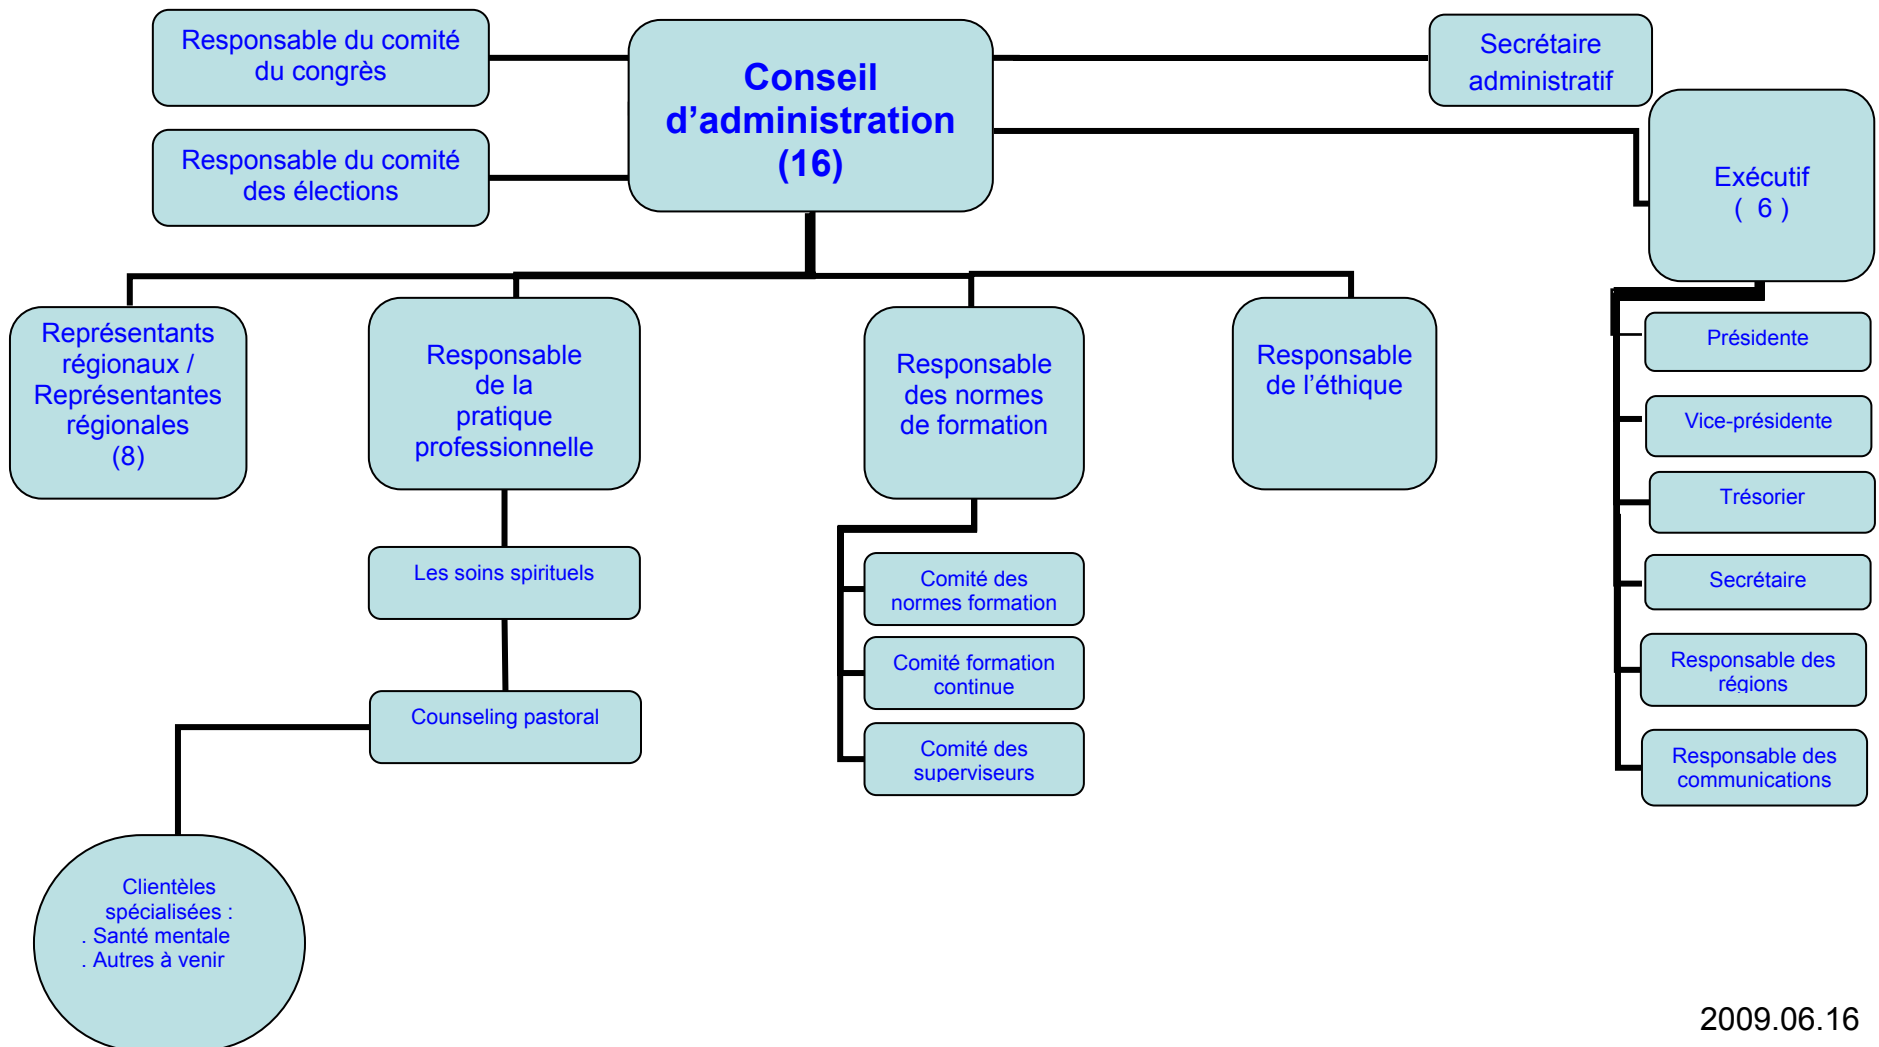 Responsable du comité
du congrès
Conseil
d’administration
(16)
Secrétaire
administratif
Responsable du comité
des élections
Exécutif
( 6 )
Représentants
régionaux /
Représentantes
régionales
(8)
Responsable
de la
pratique
professionnelle
Responsable
des normes
de formation
Responsable
de l’éthique
Présidente
Vice-présidente
Trésorier
Secrétaire
Responsable des
régions
Responsable des
communications
Les soins spirituels
Counseling pastoral
Comité des
normes formation
Comité formation
continue
Comité des
superviseurs
Clientèles
spécialisées :
. Santé mentale
. Autres à venir
2009.06.16